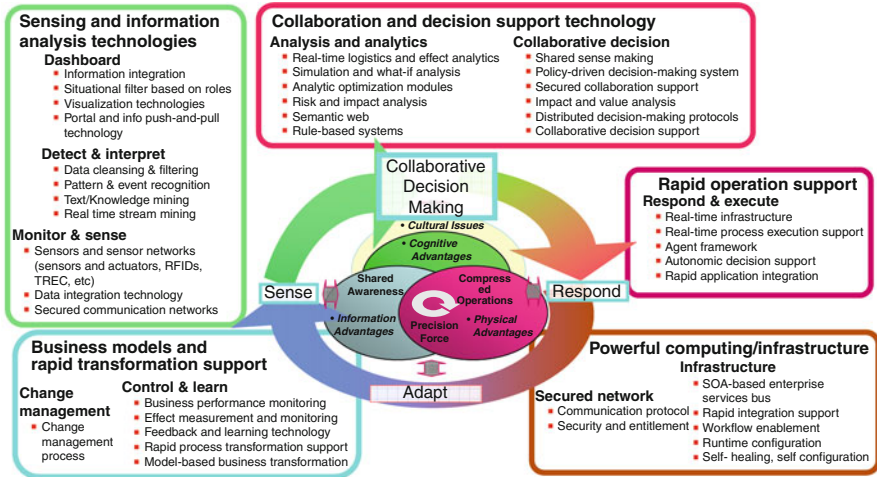 Sensing and information
analysis technologies
Dashboard
Information integration
Situational filter based on roles
Visualization technologies
Portal and info push-and-pull
technology
Detect & interpret
Data cleansing & filtering
Pattern & event recognition
Text/Knowledge mining
Real time stream mining
Monitor & sense
Sensors and sensor networks
(sensors and actuators, RFIDs,
TREC, etc)
Data integration technology
Secured communication networks
Collaboration and decision support technology
Analysis and analytics
Real-time logistics and effect analytics
Simulation and what-if analysis
Analytic optimization modules
Risk and impact analysis
Semantic web
Rule-based systems
Collaborative decision
Shared sense making
Policy-driven decision-making system
Secured collaboration support
Impact and value analysis
Distributed decision-making protocols
Collaborative decision support
Collaborative
Decision
Making
• Cultural Issues
• Cognitive
Advantages
Shared
Awareness
• Information
Advantages
Compress
ed
Operations
• Physical
Advantages
Precision
Force
Sense
Respond
Adapt
Rapid operation support
Respond & execute
Real-time infrastructure
Real-time process execution support
Agent framework
Autonomic decision support
Rapid application integration
Business models and
rapid transformation support
Change
management
Change
management
process
Control & learn
Business performance monitoring
Effect measurement and monitoring
Feedback and learning technology
Rapid process transformation support
Model-based business transformation
Powerful computing/infrastructure
Secured network
Communication protocol
Security and entitlement
Infrastructure
SOA-based enterprise
services bus
Rapid integration support
Workflow enablement
Runtime configuration
Self- healing, self configuration